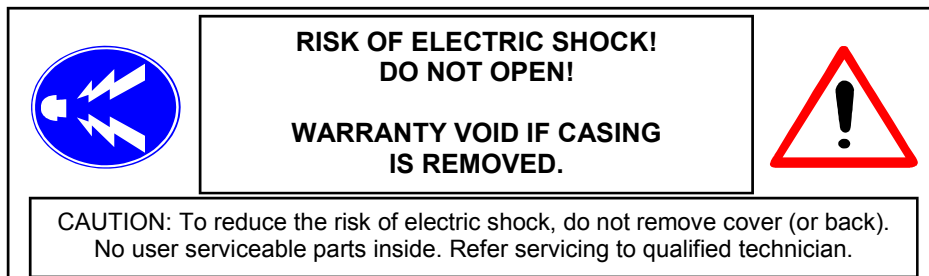 RISK OF ELECTRIC SHOCK!
DO NOT OPEN!
WARRANTY VOID IF CASING
IS REMOVED.
CAUTION: To reduce the risk of electric shock, do not remove cover (or back).
No user serviceable parts inside. Refer servicing to qualified technician.